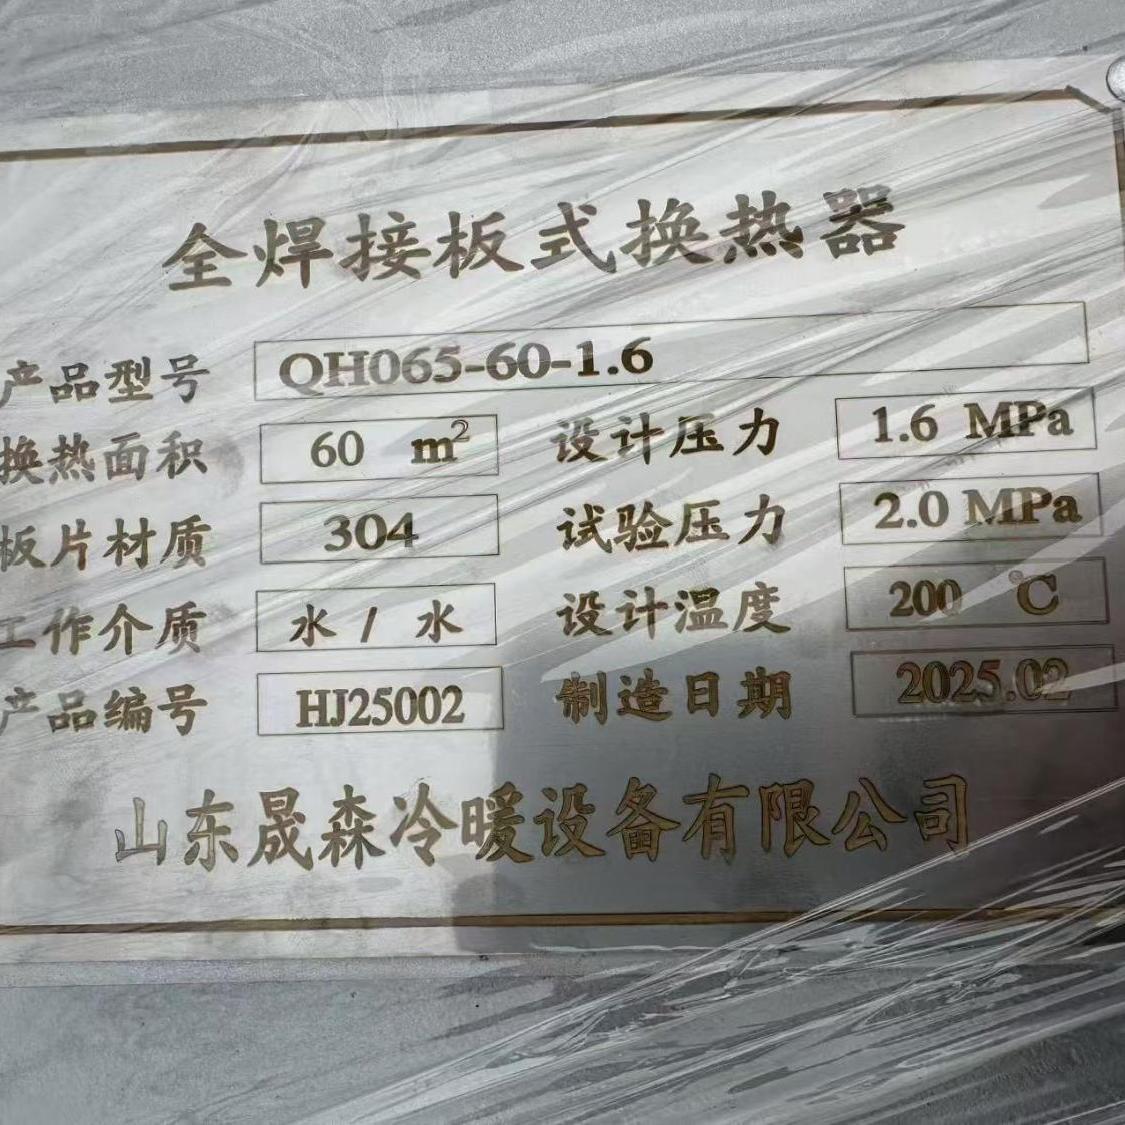 全焊接板式换热器
产品型号 QH065-60-1.6
换热面积 60 m² 设计压力 1.6 MPa
板片材质 304 试验压力 2.0 MPa
工作介质 水 / 水 设计温度 200 ℃
产品编号 HJ25002 制造日期 2025.02
山东晟森冷暖设备有限公司